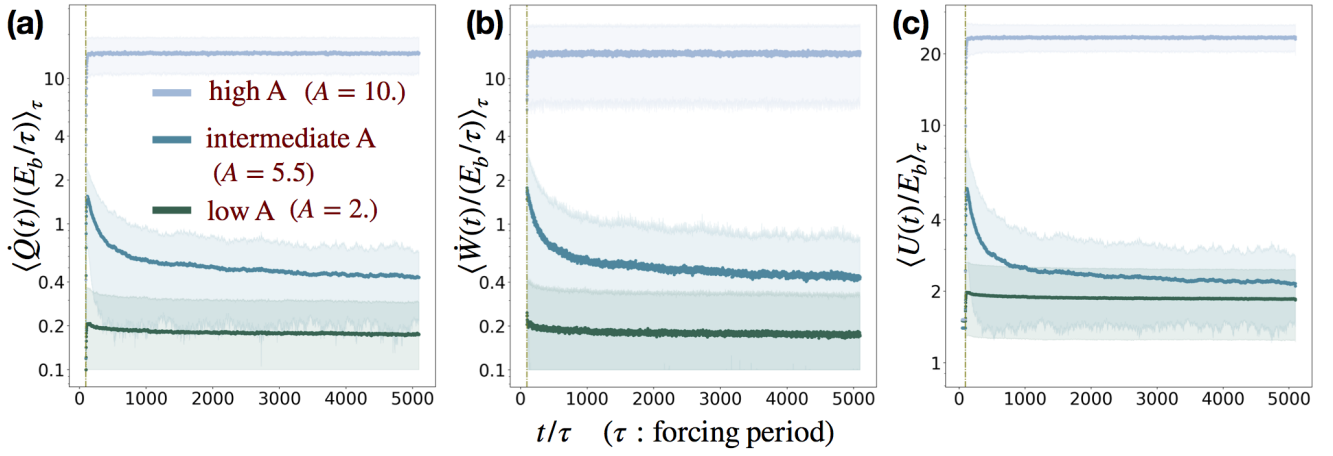 (a)
⟨Q̇(t)/(E_b/τ)⟩_τ
10
4
2
1
0.4
0.2
0.1
high A (A = 10.)
intermediate A
(A = 5.5)
low A (A = 2.)
0 1000 2000 3000 4000 5000
(b)
⟨Ẇ(t)/(E_b/τ)⟩_τ
10
4
2
1
0.4
0.2
0.1
0 1000 2000 3000 4000 5000
(c)
⟨U(t)/E_b⟩_τ
20
10
4
2
1
0 1000 2000 3000 4000 5000
t/τ (τ : forcing period)